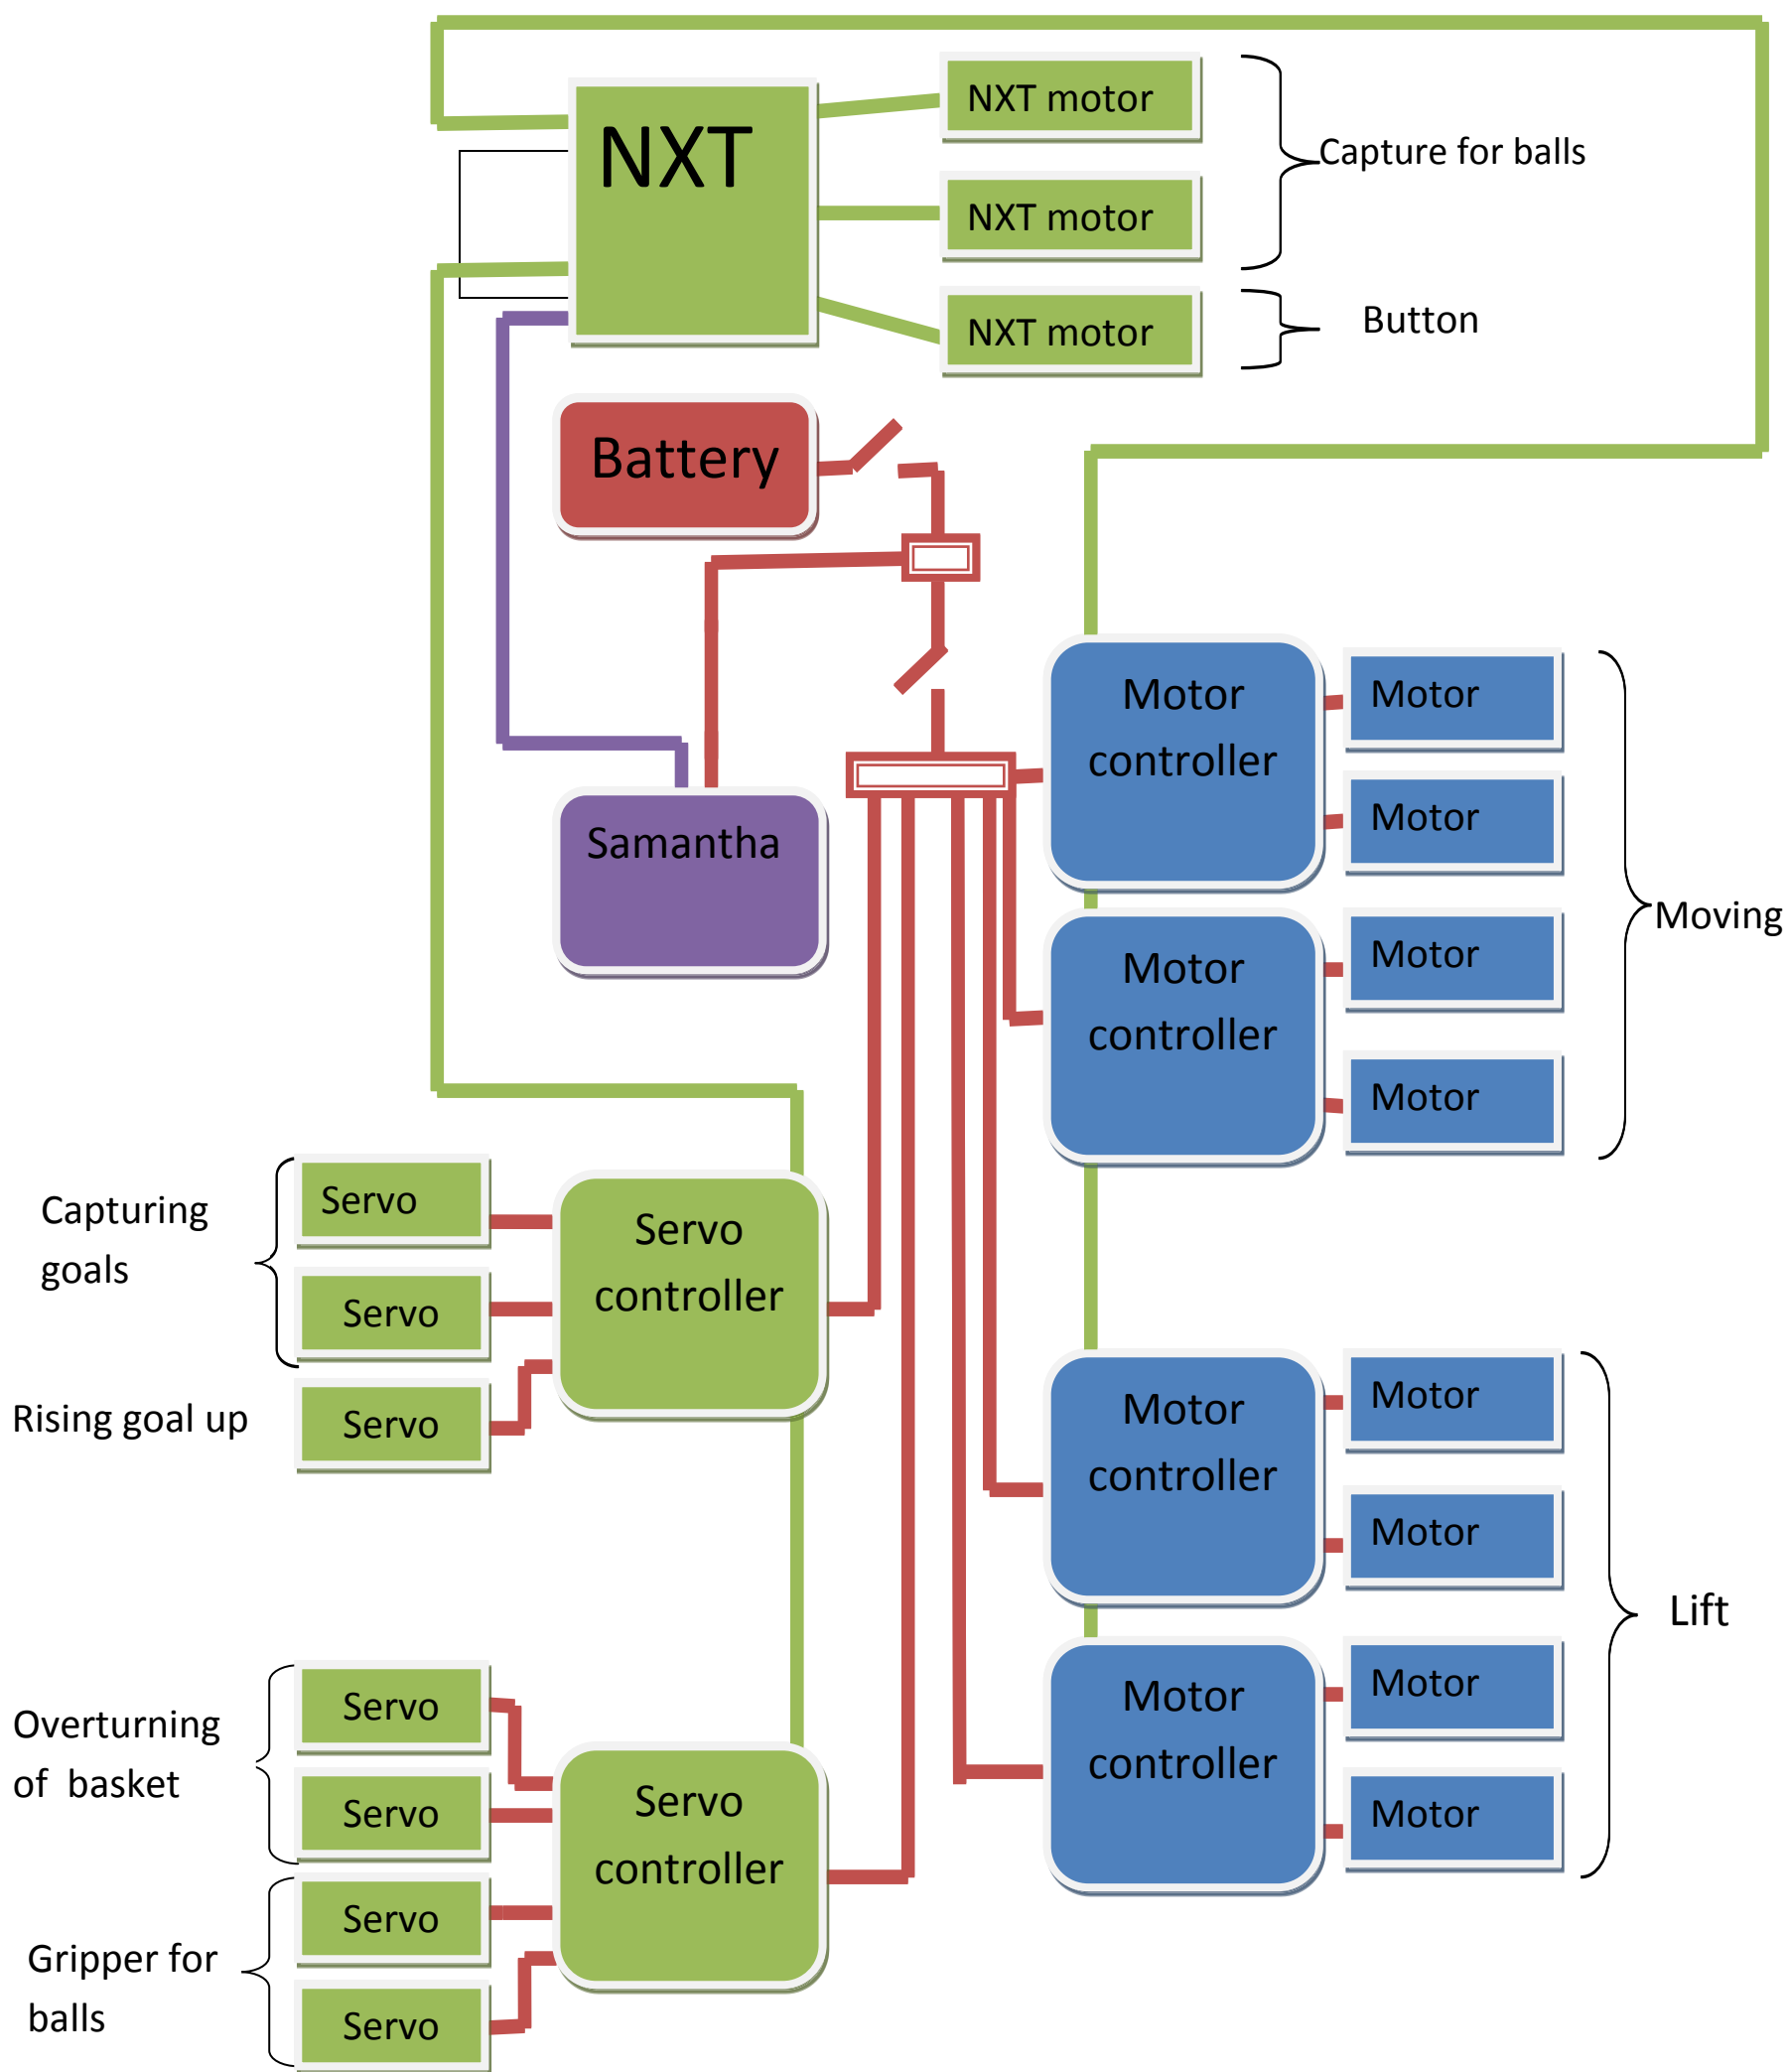 NXT
NXT motor
NXT motor
NXT motor
Capture for balls
Button
Battery
Samantha
Motor
controller
Motor
Motor
Motor
controller
Motor
Motor
Moving
Capturing
goals
Servo
Servo
Rising goal up
Servo
Servo
controller
Motor
controller
Motor
Motor
Motor
controller
Motor
Motor
Lift
Overturning
of  basket
Servo
Servo
Gripper for
balls
Servo
Servo
Servo
controller